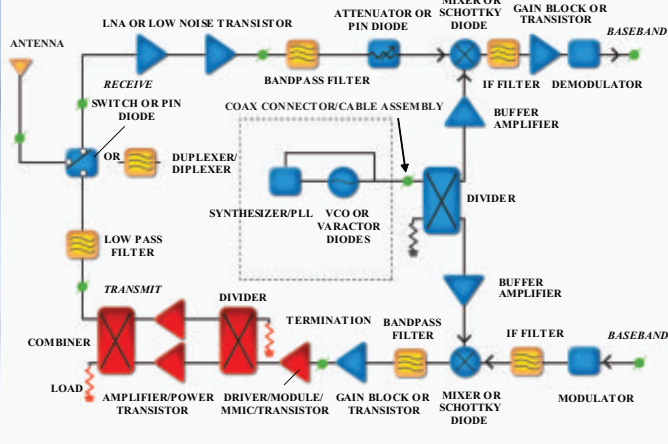 MIXER OR
SCHOTTKY
DIODE
GAIN BLOCK OR
TRANSISTOR
ATTENUATOR OR
PIN DIODE
LNA OR LOW NOISE TRANSISTOR
BASEBAND
ANTENNA
BANDPASS FILTER
IF FILTER
DEMODULATOR
RECEIVE
SWITCH OR PIN
DIODE
COAX CONNECTOR/CABLE ASSEMBLY
BUFFER
AMPLIFIER
OR
DUPLEXER/
DIPLEXER
DIVIDER
SYNTHESIZER/PLL
VCO OR
VARACTOR
DIODES
LOW PASS
FILTER
TRANSMIT
DIVIDER
BUFFER
AMPLIFIER
TERMINATION
BANDPASS
FILTER
IF FILTER
BASEBAND
COMBINER
LOAD
AMPLIFIER/POWER
TRANSISTOR
DRIVER/MODULE/
MMIC/TRANSISTOR
GAIN BLOCK OR
TRANSISTOR
MIXER OR
SCHOTTKY
DIODE
MODULATOR